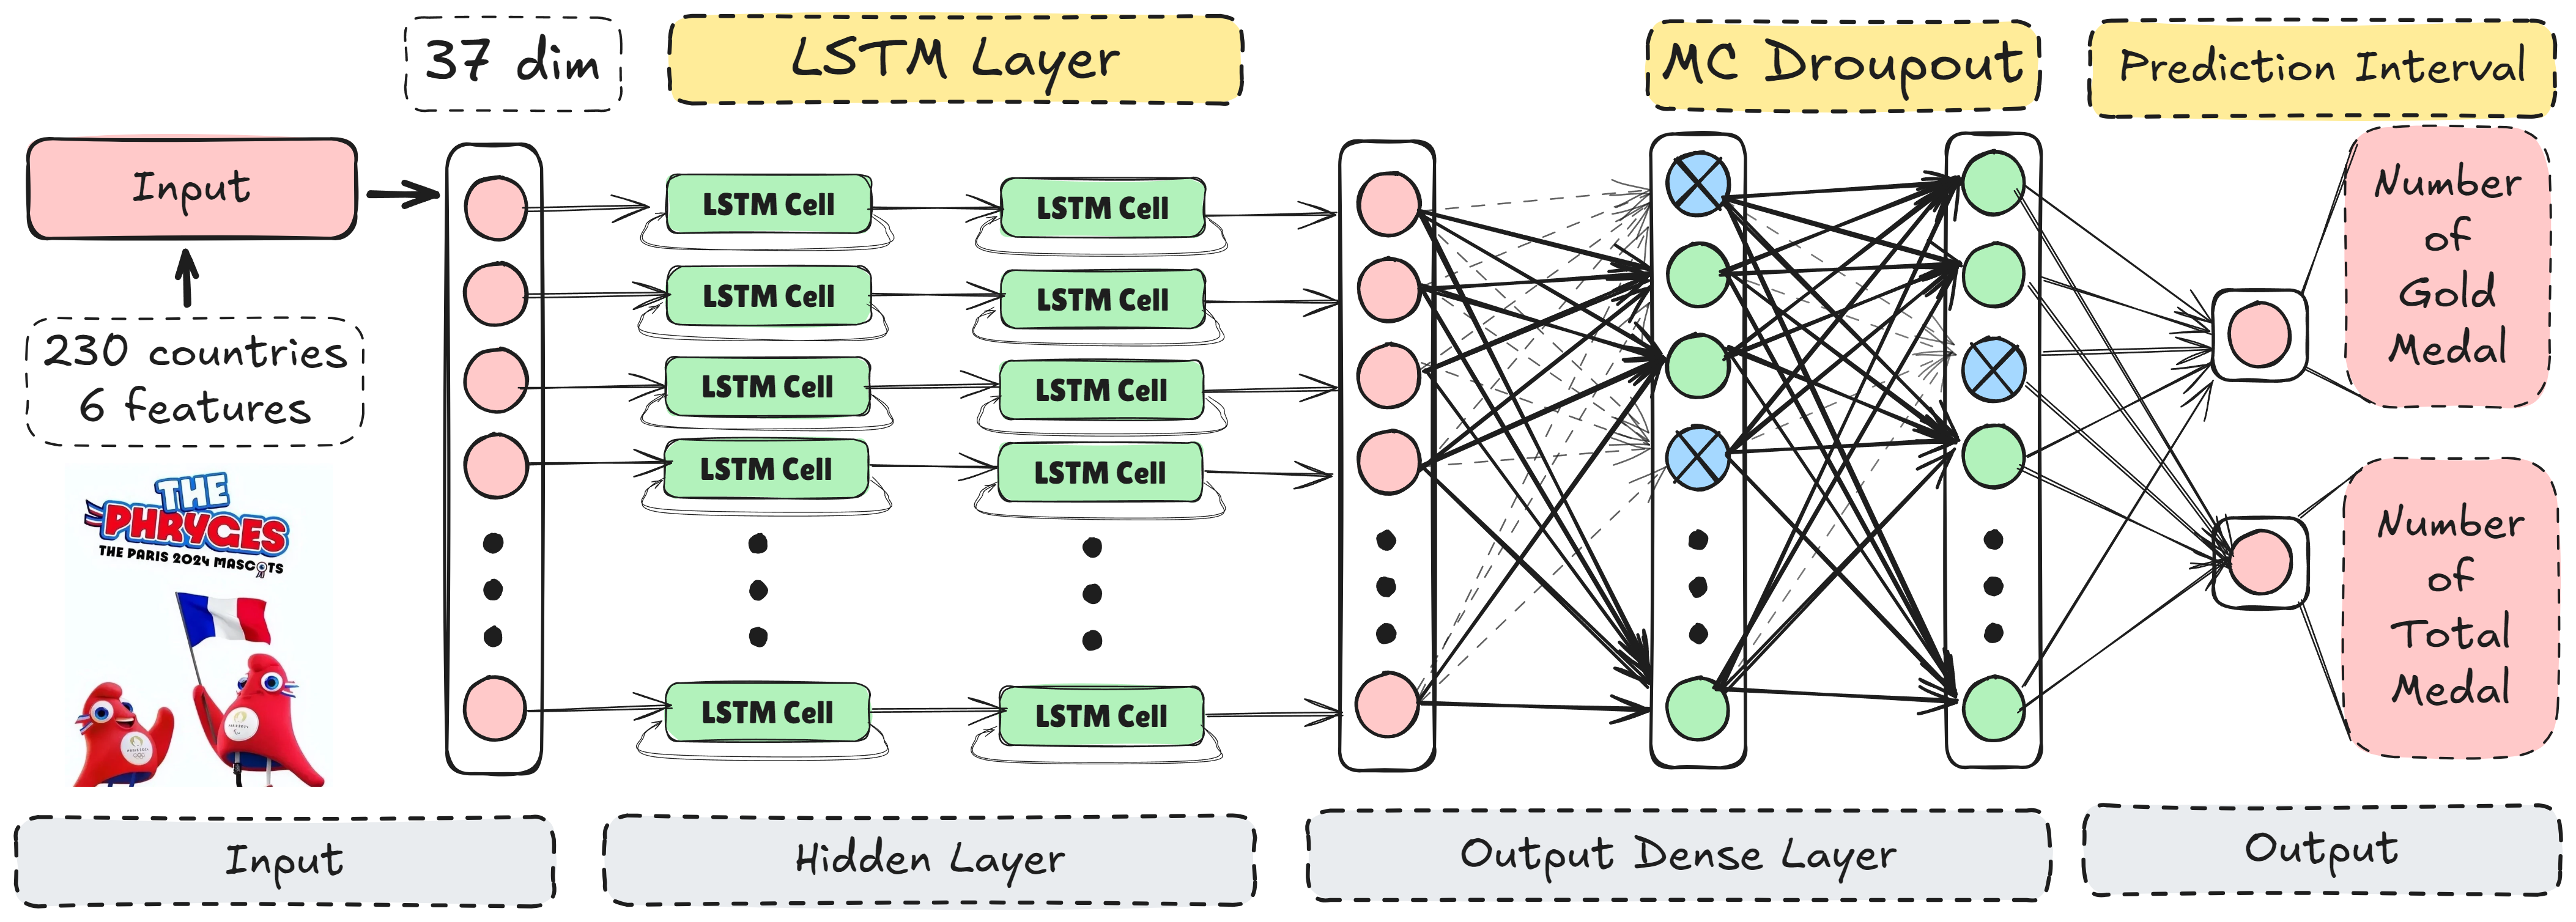 37 dim
LSTM Layer
MC Droupout
Prediction Interval
Input
230 countries
6 features
THE
PHRYGES
THE PARIS 2024 MASCOTS
LSTM Cell
LSTM Cell
LSTM Cell
LSTM Cell
LSTM Cell
LSTM Cell
LSTM Cell
LSTM Cell
LSTM Cell
LSTM Cell
Number
of
Gold
Medal
Number
of
Total
Medal
Input
Hidden Layer
Output Dense Layer
Output